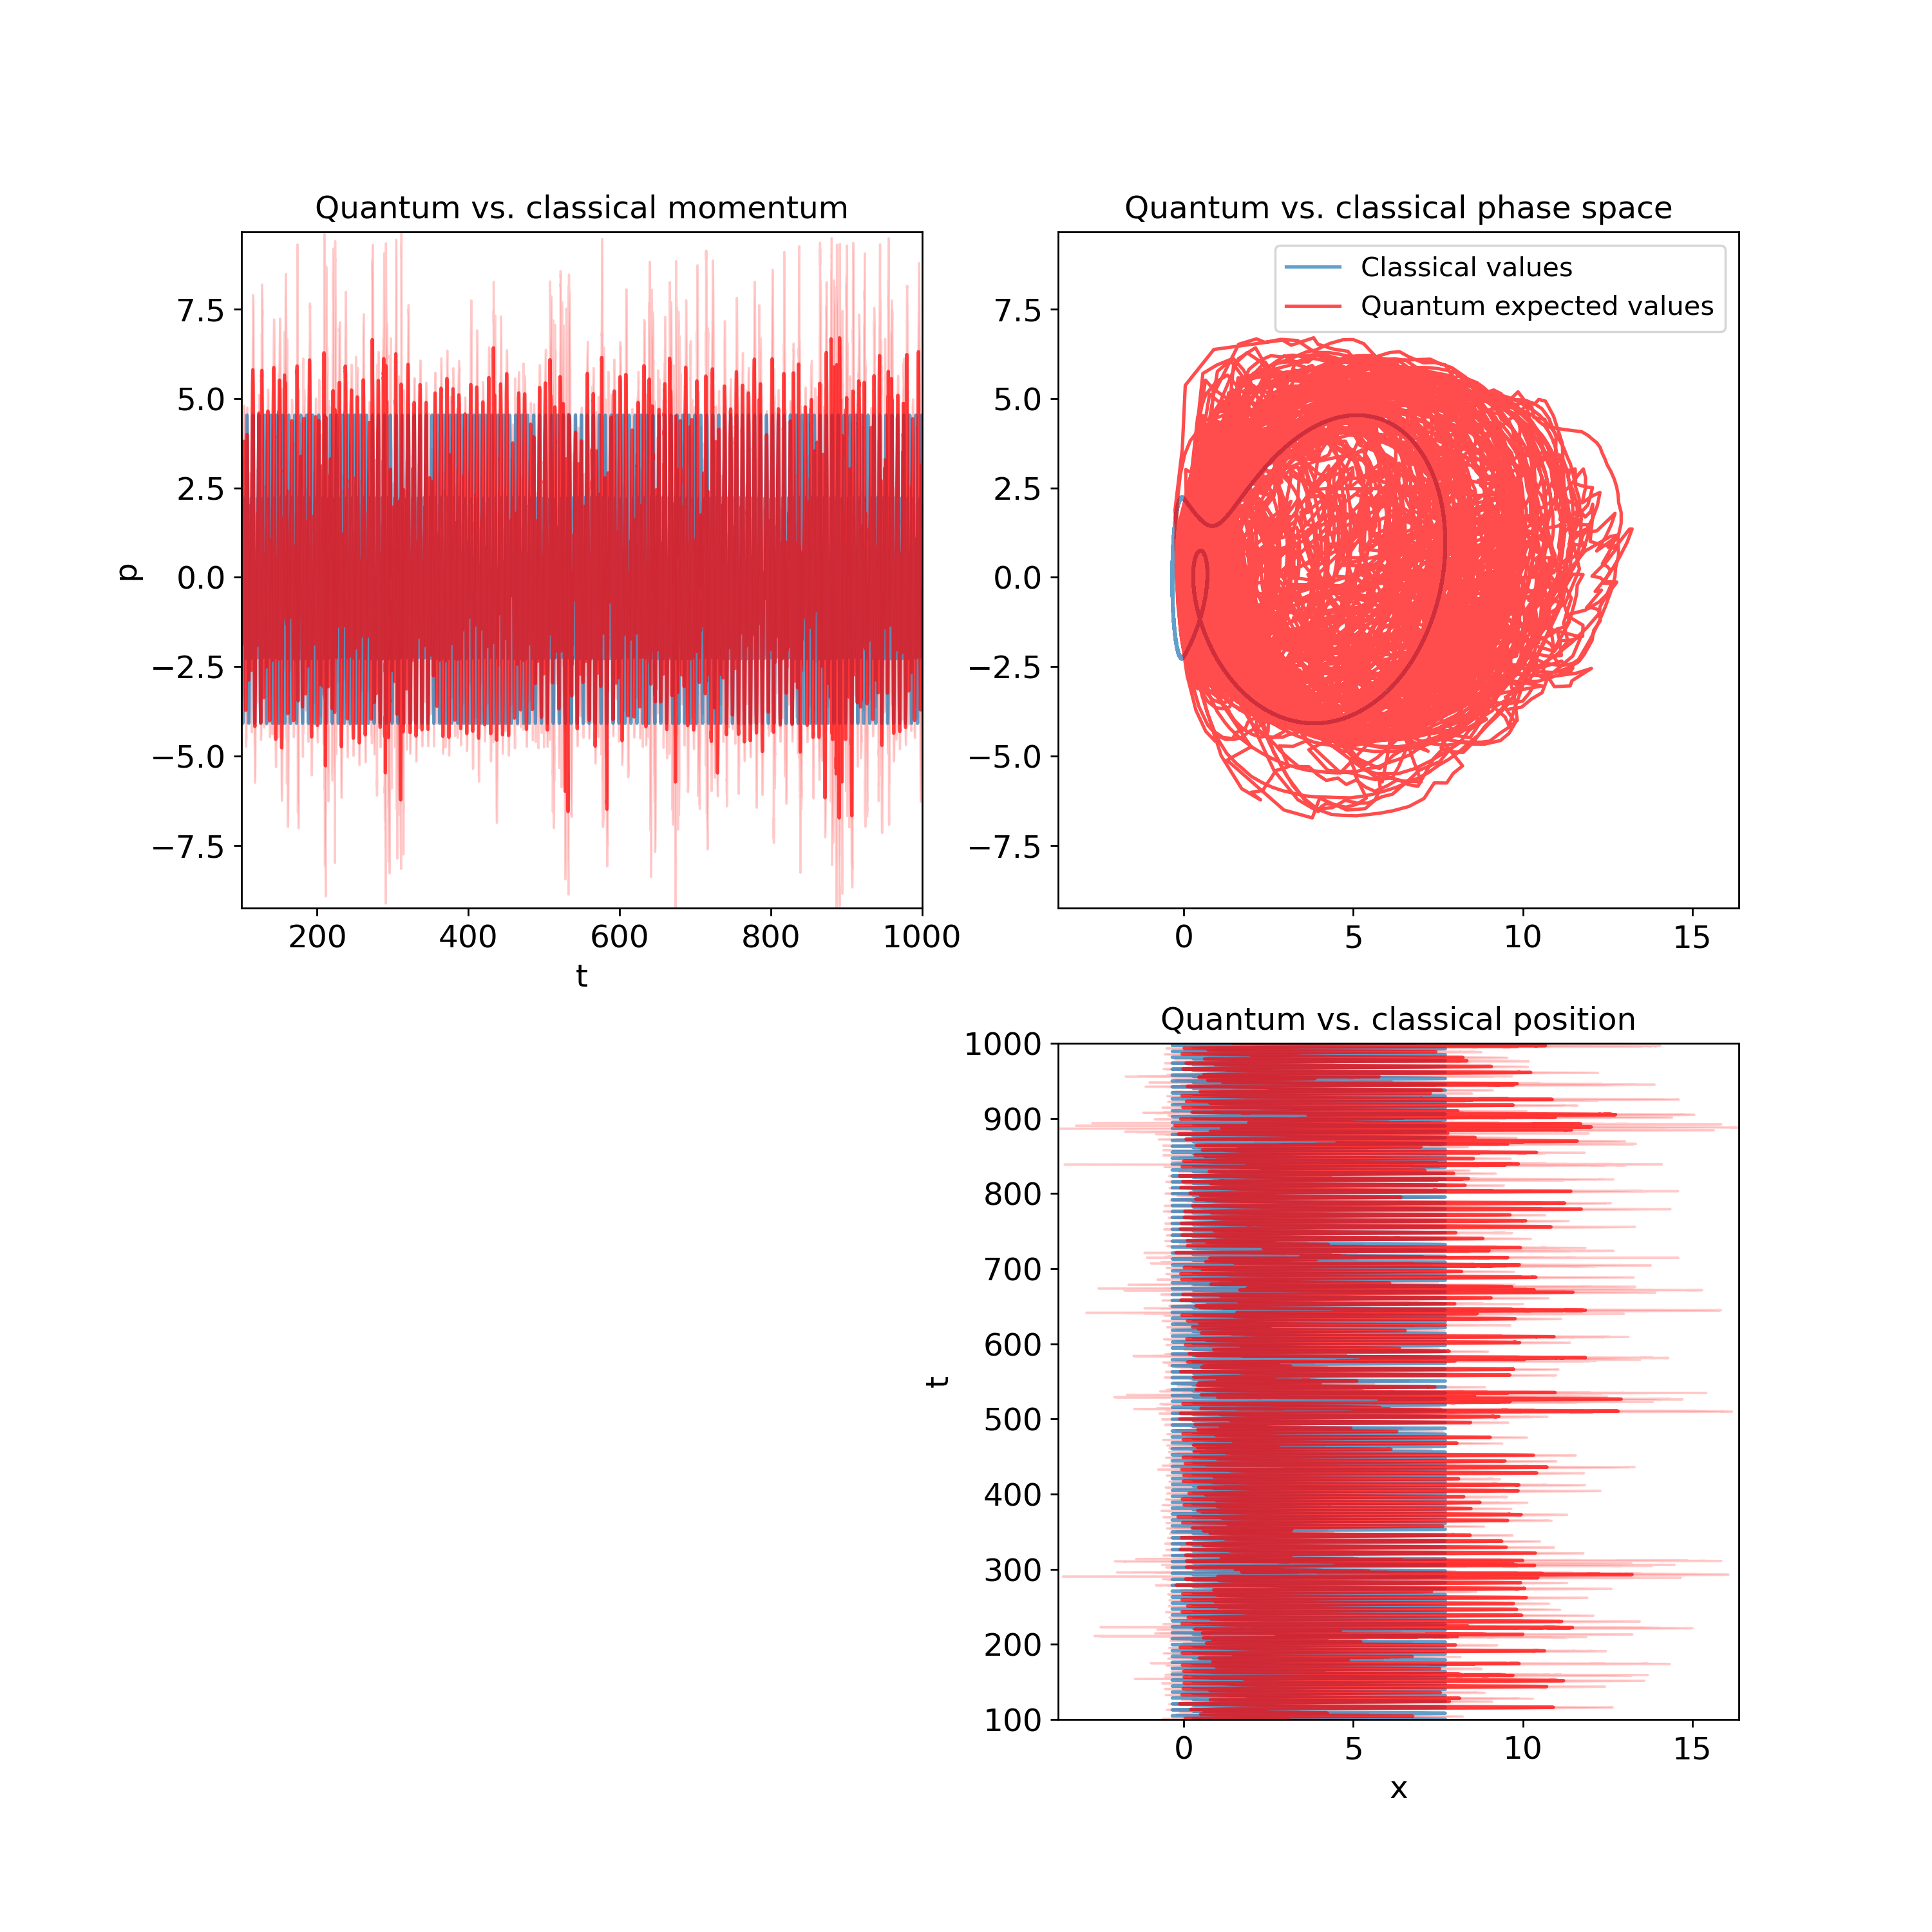 Quantum vs. classical momentum
7.5
5.0
2.5
0.0
−2.5
−5.0
−7.5
p
200 400 600 800 1000
t
Quantum vs. classical phase space
Classical values
Quantum expected values
7.5
5.0
2.5
0.0
−2.5
−5.0
−7.5
0 5 10 15
Quantum vs. classical position
1000
900
800
700
600
500
400
300
200
100
t
0 5 10 15
x